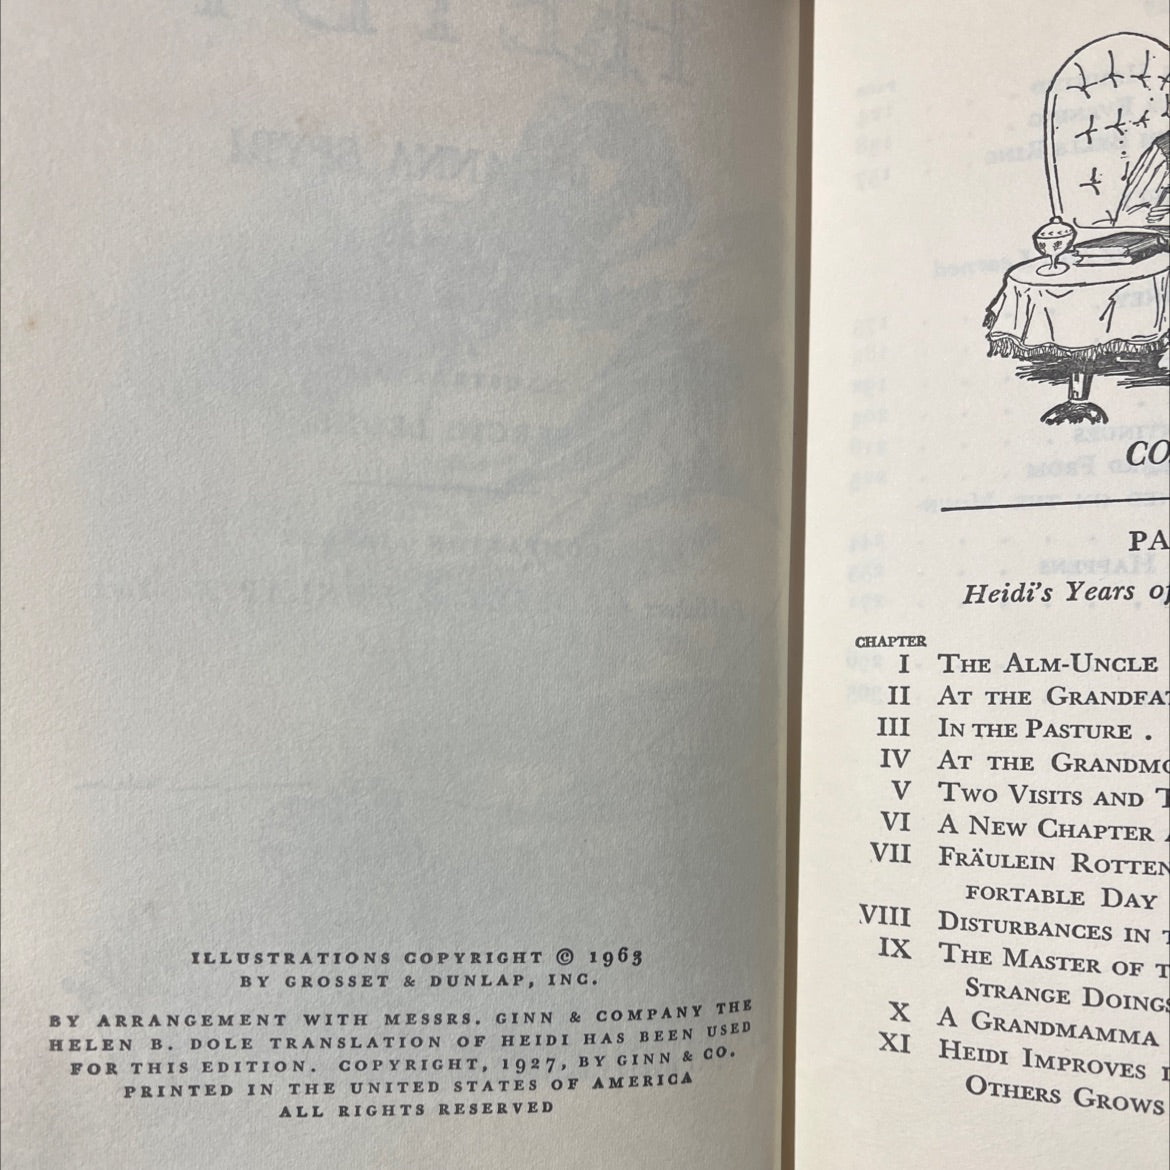 ILLUSTRATIONS COPYRIGHT © 1963
BY GROSSET & DUNLAP, INC.
BY ARRANGEMENT WITH MESSRS. GINN & COMPANY THE
HELEN B. DOLE TRANSLATION OF HEIDI HAS BEEN USED
FOR THIS EDITION. COPYRIGHT, 1927, BY GINN & CO.
PRINTED IN THE UNITED STATES OF AMERICA
ALL RIGHTS RESERVED
CO
PA
Heidi's Years of
CHAPTER
I THE ALM-UNCLE
II AT THE GRANDFAT
III IN THE PASTURE .
IV AT THE GRANDMO
V TWO VISITS AND T
VI A NEW CHAPTER A
VII FRÄULEIN ROTTEN
FORTABLE DAY
VIII DISTURBANCES IN T
IX THE MASTER OF T
STRANGE DOINGS
X A GRANDMAMMA
XI HEIDI IMPROVES I
OTHERS GROWS